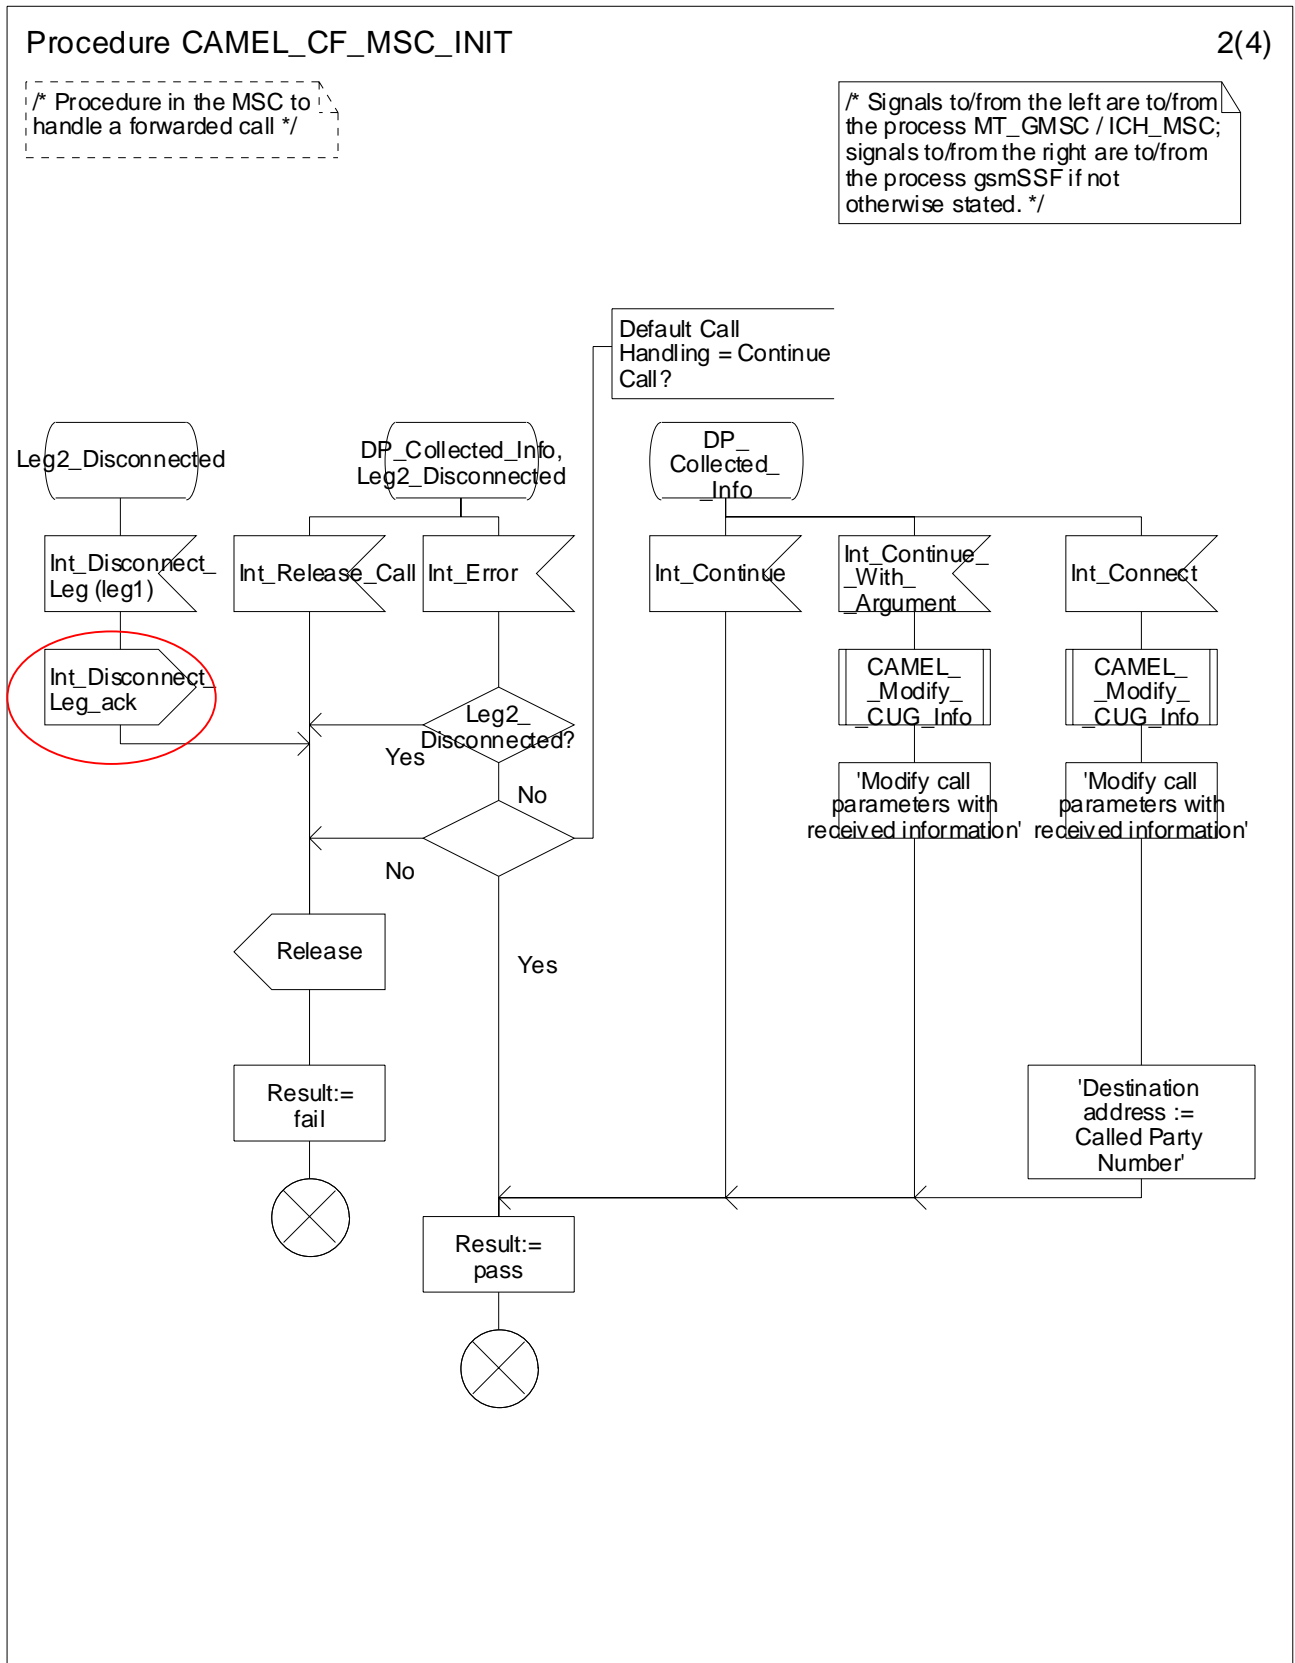 Procedure CAMEL_CF_MSC_INIT
2(4)
/* Procedure in the MSC to
handle a forwarded call */
/* Signals to/from the left are to/from
the process MT_GMSC / ICH_MSC;
signals to/from the right are to/from
the process gsmSSF if not
otherwise stated. */
Default Call
Handling = Continue
Call?
Leg2_Disconnected
DP_Collected_Info,
Leg2_Disconnected
DP_
Collected_
_Info
Int_Disconnect_
Leg (leg1)
Int_Release_Call
Int_Error
Int_Continue
Int_Continue_
_With_
_Argument
Int_Connect
Int_Disconnect_
Leg_ack
CAMEL_
_Modify_
_CUG_Info
CAMEL_
_Modify_
_CUG_Info
Leg2_
Disconnected?
Yes
No
'Modify call
parameters with
received information'
'Modify call
parameters with
received information'
No
Release
Yes
Result:=
fail
'Destination
address :=
Called Party
Number'
Result:=
pass